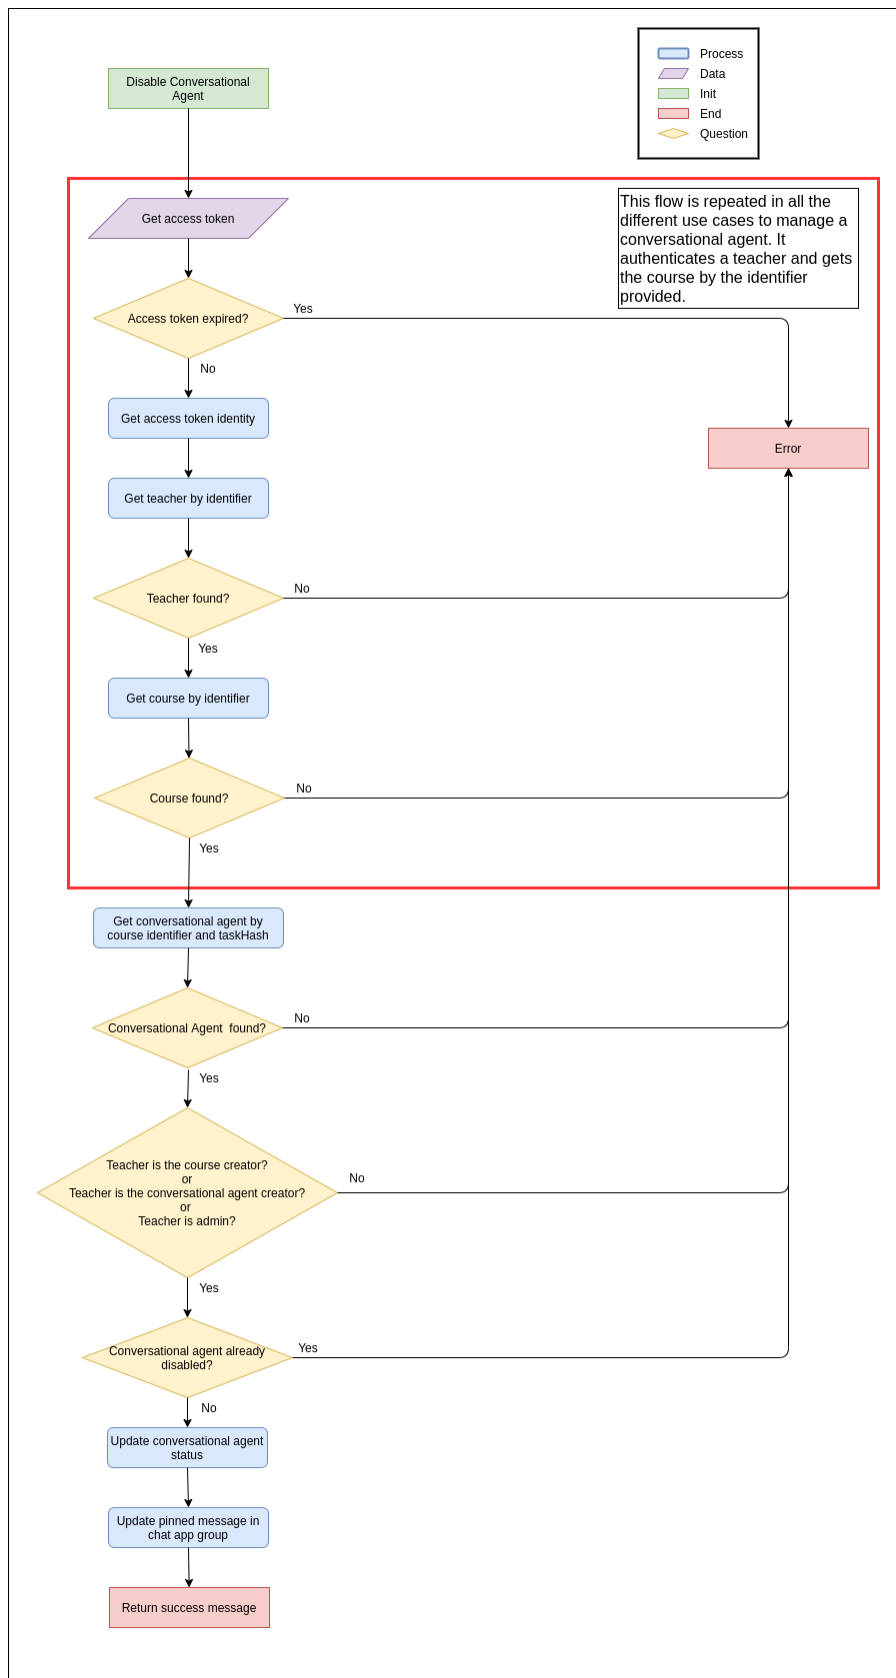 Process
Data
Init
End
Question
Disable Conversational
Agent
This flow is repeated in all the
different use cases to manage a
conversational agent. It
authenticates a teacher and gets
the course by the identifier
provided.
Get access token
Access token expired?
Yes
No
Get access token identity
Error
Get teacher by identifier
Teacher found?
No
Yes
Get course by identifier
Course found?
No
Yes
Get conversational agent by
course identifier and taskHash
Conversational Agent  found?
No
Yes
Teacher is the course creator?
or
Teacher is the conversational agent creator?
or
Teacher is admin?
No
Yes
Conversational agent already
disabled?
Yes
No
Update conversational agent
status
Update pinned message in
chat app group
Return success message